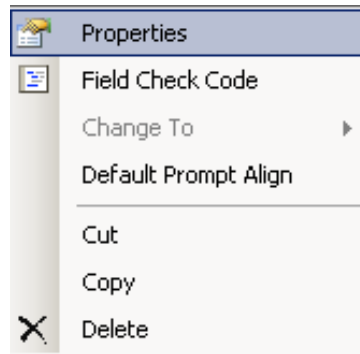 Properties
Field Check Code
Change To
Default Prompt Align
Cut
Copy
Delete